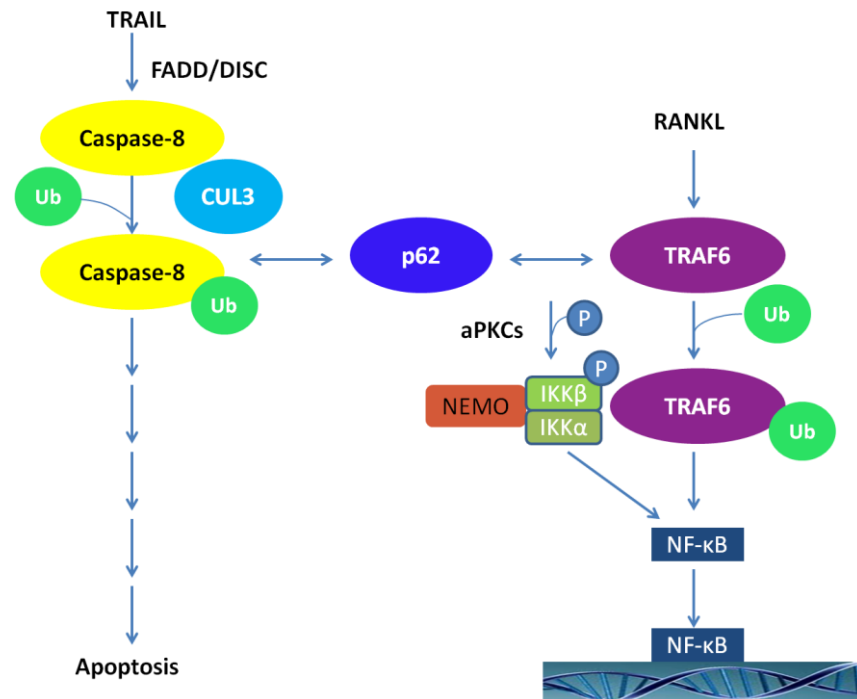 TRAIL
FADD/DISC
Caspase-8
Ub
CUL3
Caspase-8
Ub
Apoptosis
p62
RANKL
TRAF6
Ub
aPKCs
P
P
NEMO
IKKβ
IKKα
TRAF6
Ub
NF-κB
NF-κB